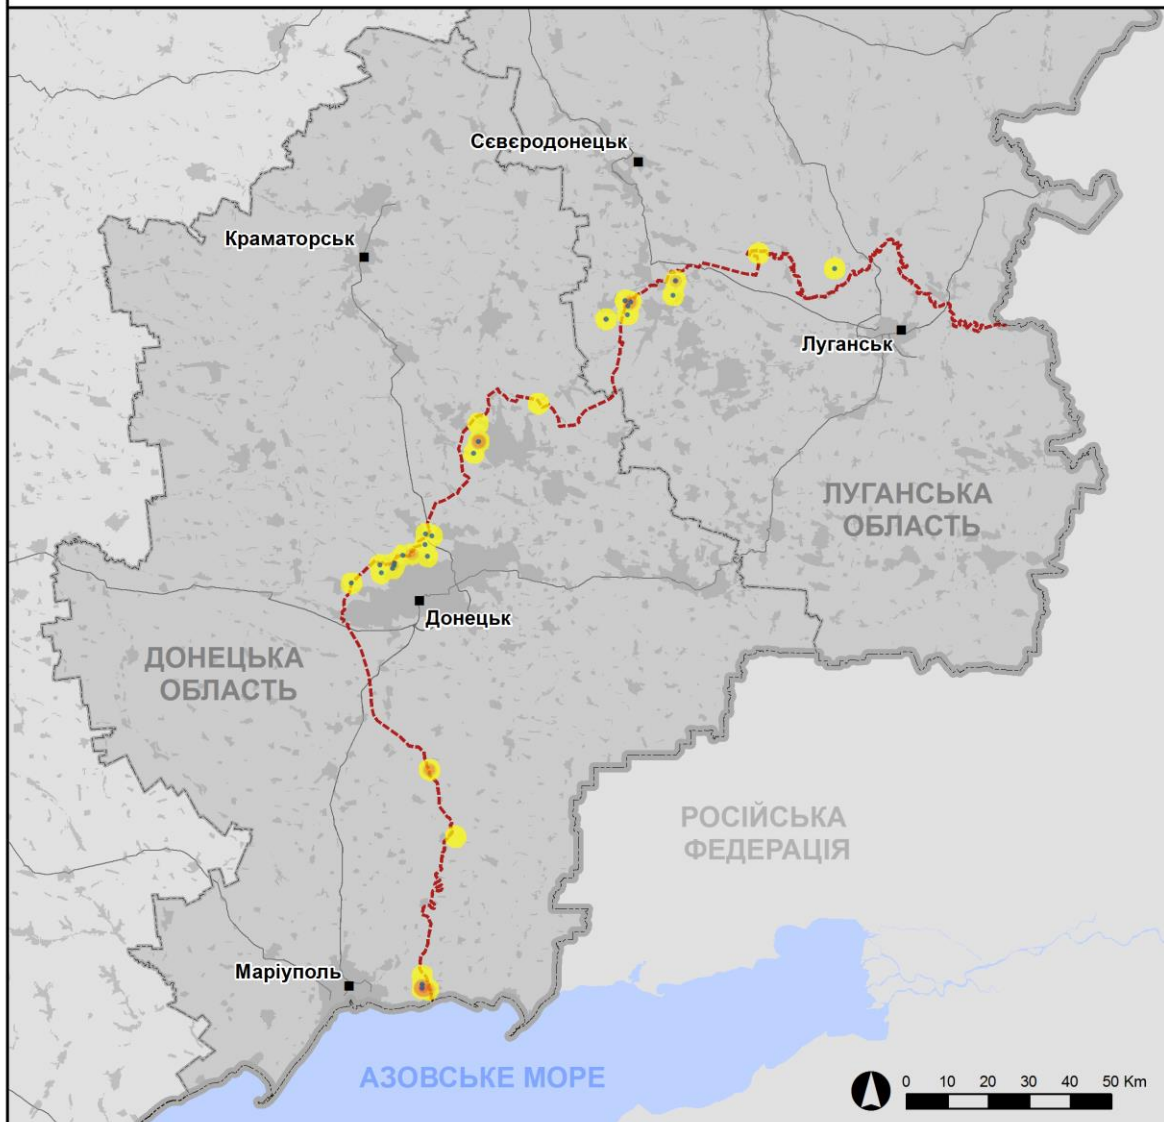 Сєвєродонецьк
Краматорськ
Луганськ
ЛУГАНСЬКА
ОБЛАСТЬ
Донецьк
ДОНЕЦЬКА
ОБЛАСТЬ
РОСІЙСЬКА
ФЕДЕРАЦІЯ
Маріуполь
АЗОВСЬКЕ МОРЕ
0 10 20 30 40 50 Km